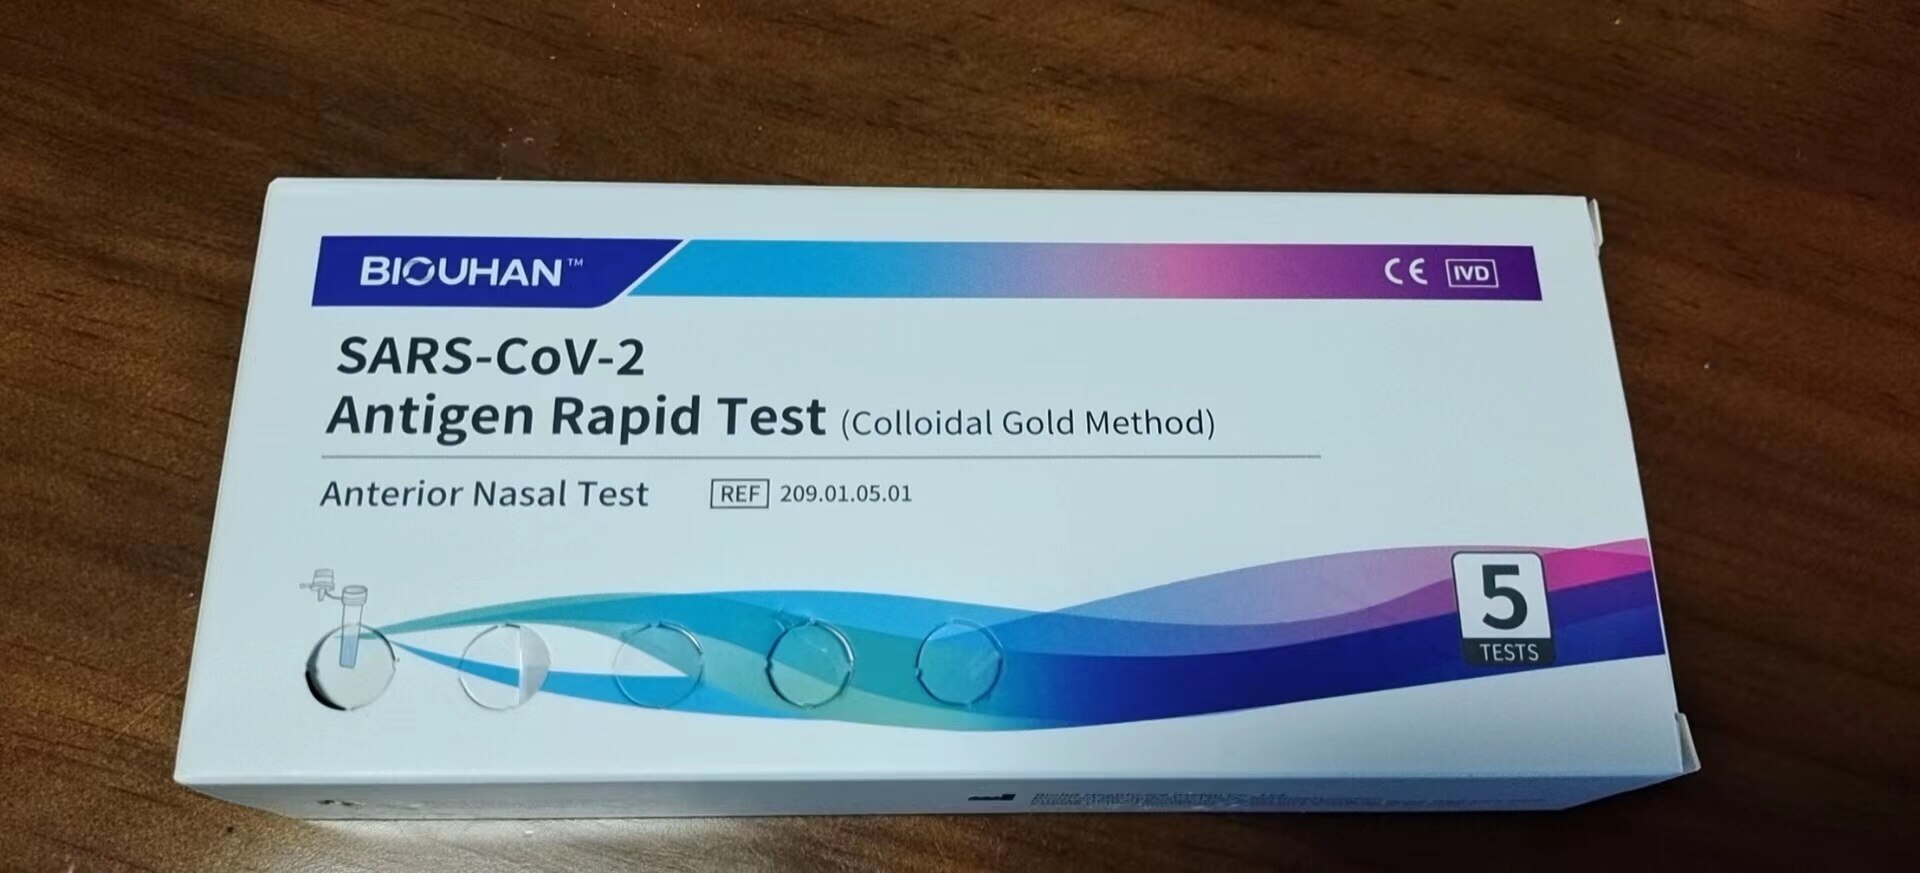 BIOUHAN™
CE IVD
SARS-CoV-2
Antigen Rapid Test (Colloidal Gold Method)
Anterior Nasal Test REF 209.01.05.01
5
TESTS